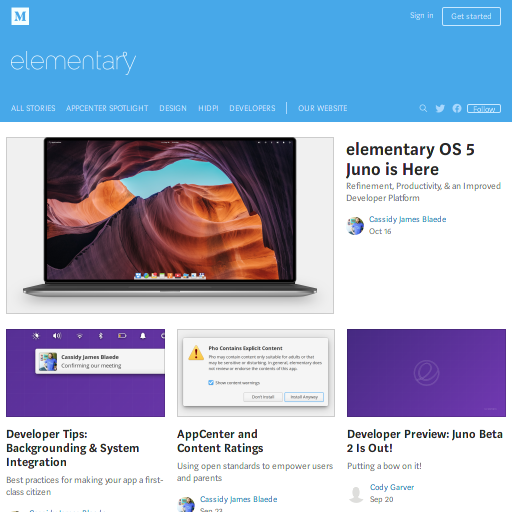 M
Sign in
Get started
elementary
ALL STORIES
APPCENTER SPOTLIGHT
DESIGN
HIDPI
DEVELOPERS
OUR WEBSITE
Follow
elementary OS 5
Juno is Here
Refinement, Productivity, & an Improved
Developer Platform
Cassidy James Blaede
Oct 16
Cassidy James Blaede
Confirming our meeting
Pho Contains Explicit Content
Pho may contain content only suitable for adults or that
may be sensitive or disturbing. In general, elementary does
not review or endorse the contents of this app.
Show content warnings
Don't Install
Install Anyway
Developer Tips:
Backgrounding & System
Integration
Best practices for making your app a first-
class citizen
Cassidy James Blaede
AppCenter and
Content Ratings
Using open standards to empower users
and parents
Cassidy James Blaede
Sep 23
Developer Preview: Juno Beta
2 Is Out!
Putting a bow on it!
Cody Garver
Sep 20